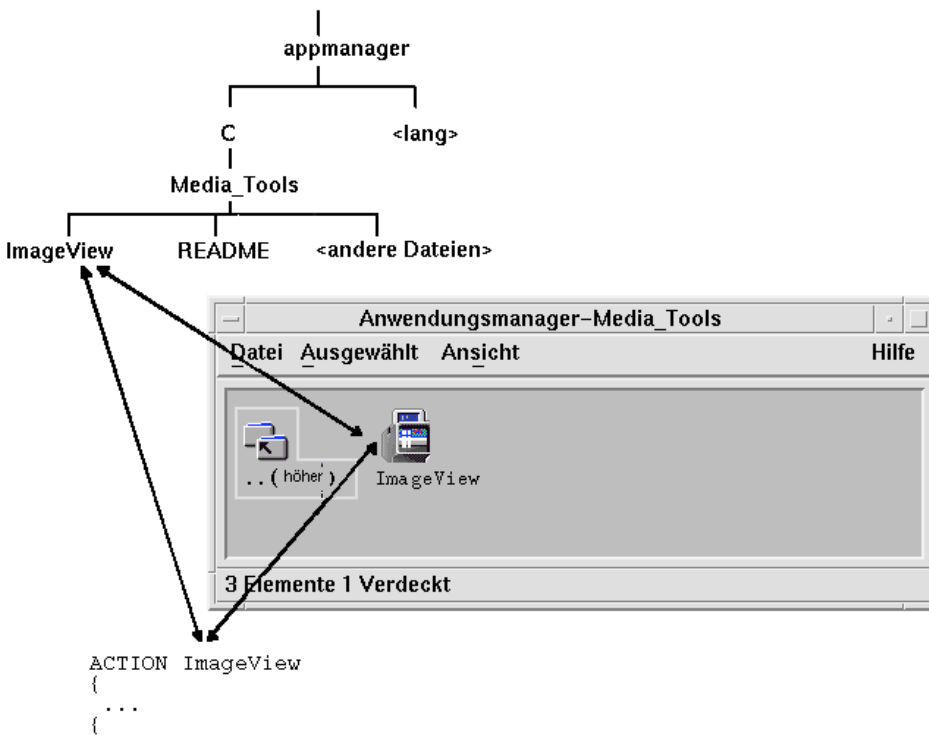 appmanager
C <lang>
Media_Tools
ImageView README <andere Dateien>
Anwendungsmanager–Media_Tools
Datei Ausgewählt Ansicht Hilfe
..(höher)
ImageView
3 Elemente 1 Verdeckt
ACTION ImageView
{
...
{